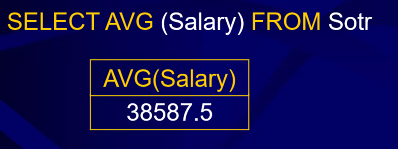 SELECT AVG (Salary) FROM Sotr
AVG(Salary)
38587.5